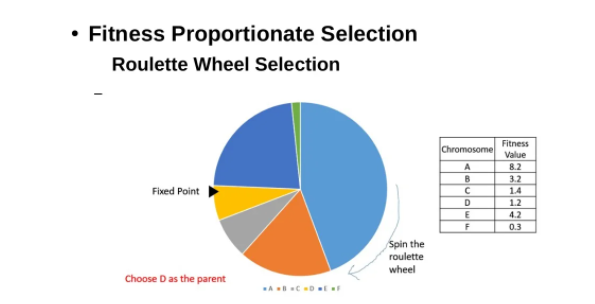 • Fitness Proportionate Selection
Roulette Wheel Selection
–
Fixed Point
Chromosome Fitness Value
A 8.2
B 3.2
C 1.4
D 1.2
E 4.2
F 0.3
Spin the
roulette
wheel
Choose D as the parent
A B C D E F